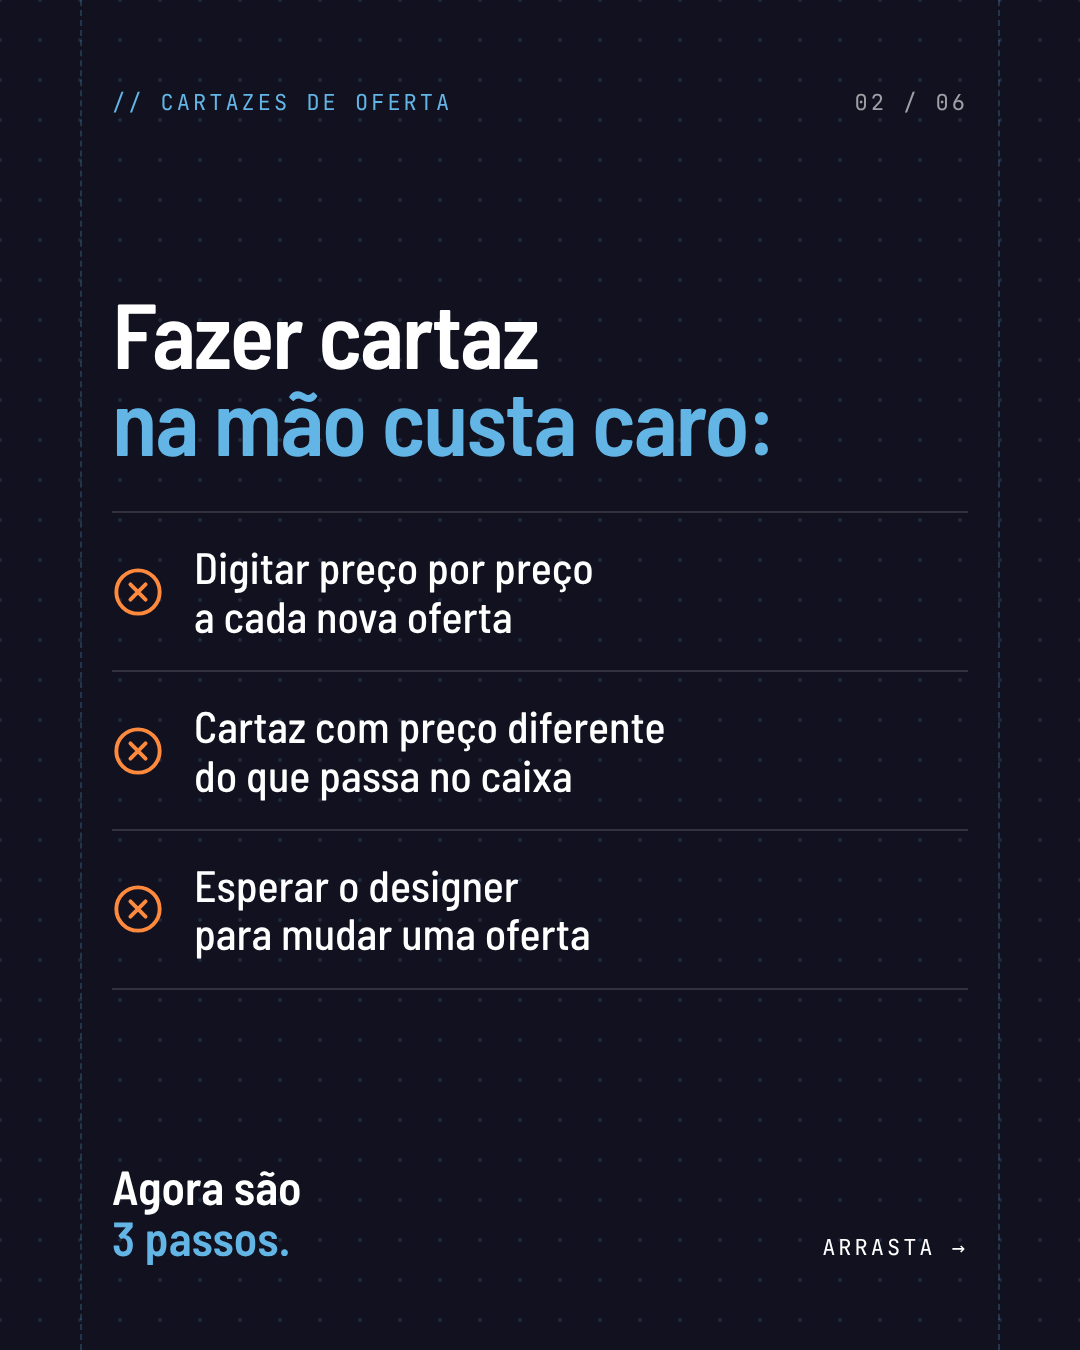 // CARTAZES DE OFERTA
02 / 06
Fazer cartaz
na mão custa caro:
Digitar preço por preço
a cada nova oferta
Cartaz com preço diferente
do que passa no caixa
Esperar o designer
para mudar uma oferta
Agora são
3 passos.
ARRASTA →